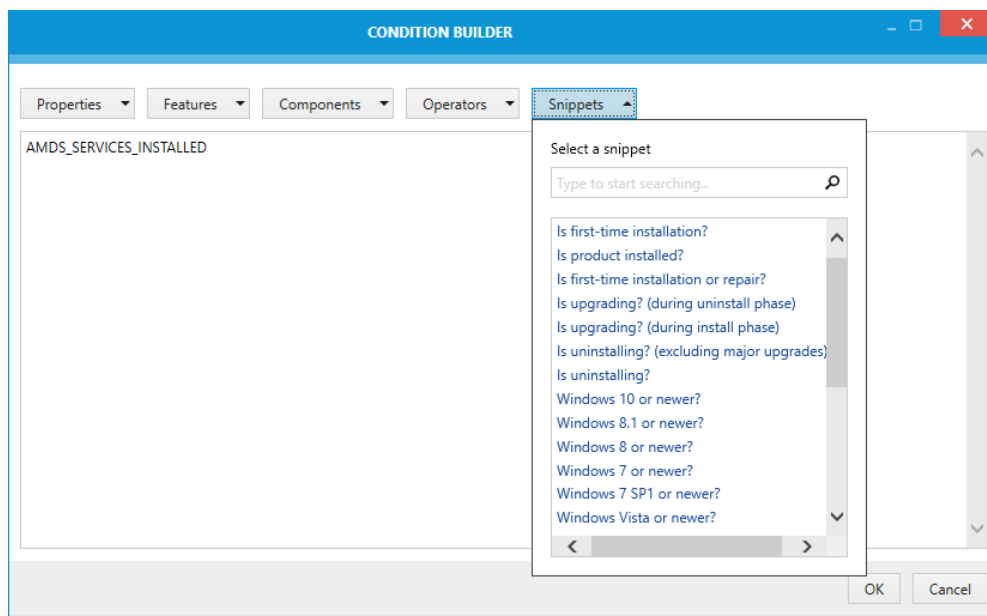 CONDITION BUILDER
Properties
Features
Components
Operators
Snippets
AMDS_SERVICES_INSTALLED
Select a snippet
Type to start searching...
Is first-time installation?
Is product installed?
Is first-time installation or repair?
Is upgrading? (during uninstall phase)
Is upgrading? (during install phase)
Is uninstalling? (excluding major upgrades)
Is uninstalling?
Windows 10 or newer?
Windows 8.1 or newer?
Windows 8 or newer?
Windows 7 or newer?
Windows 7 SP1 or newer?
Windows Vista or newer?
OK
Cancel